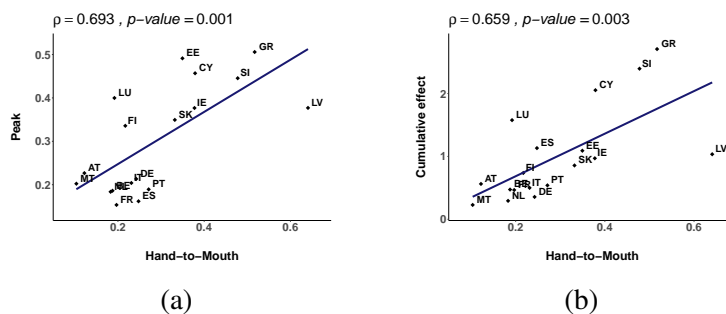 ρ = 0.693 , p-value = 0.001
Peak
0.5
0.4
0.3
0.2
EE
GR
CY
SI
LU
IE
LV
SK
FI
AT
MT
IT
DE
PT
ES
FR
0.2
0.4
0.6
Hand-to-Mouth
(a)
ρ = 0.659 , p-value = 0.003
Cumulative effect
2
1
0
GR
SI
CY
LU
ES
EE
IE
LV
SK
FI
AT
IT
PT
DE
NL
MT
0.2
0.4
0.6
Hand-to-Mouth
(b)